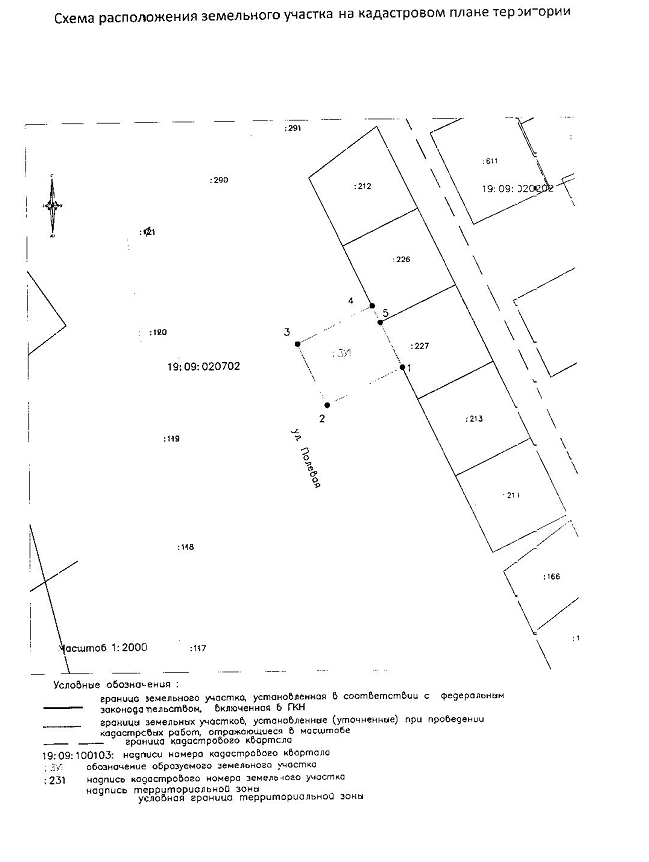 Схема расположения земельного участка на кадастровом плане территории
:291
:290
:212
:611
19:09:020202
:121
:226
4
5
3
:120
:ЗУ1
:227
19:09:020702
1
2
:213
:119
ул. Полевая
:148
:166
Масштаб 1:2000
Условные обозначения :
граница земельного участка, установленная в соответствии с федеральным
законодательством, включенная в ГКН
границы земельных участков, установленные (уточненные) при проведении
кадастровых работ, отражающиеся в масштабе
граница кадастрового квартала
19:09:100103: надписи номера кадастрового квартала
:ЗУ1 обозначение образуемого земельного участка
:231 надпись кадастрового номера земельного участка
надпись территориальной зоны
условная граница территориальной зоны